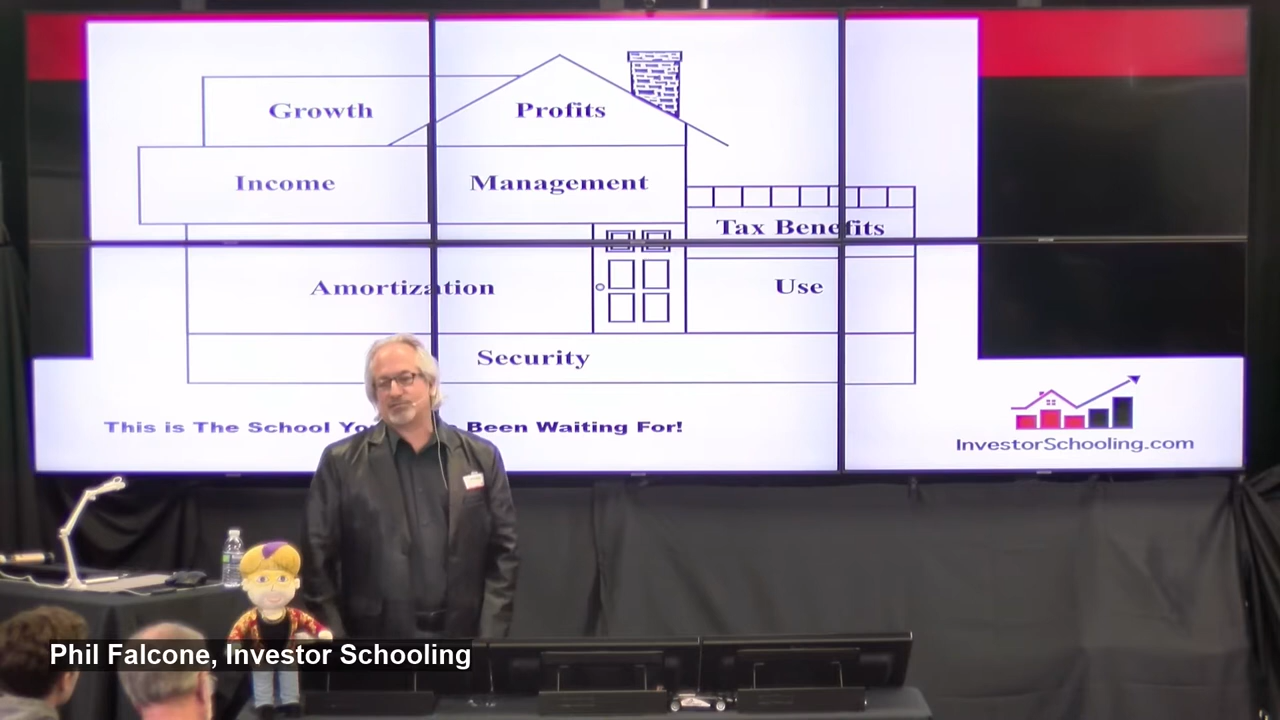 Growth
Profits
Income
Management
Tax Benefits
Amortization
Use
Security
This is The School
Been Waiting For!
InvestorSchooling.com
Phil Falcone, Investor Schooling